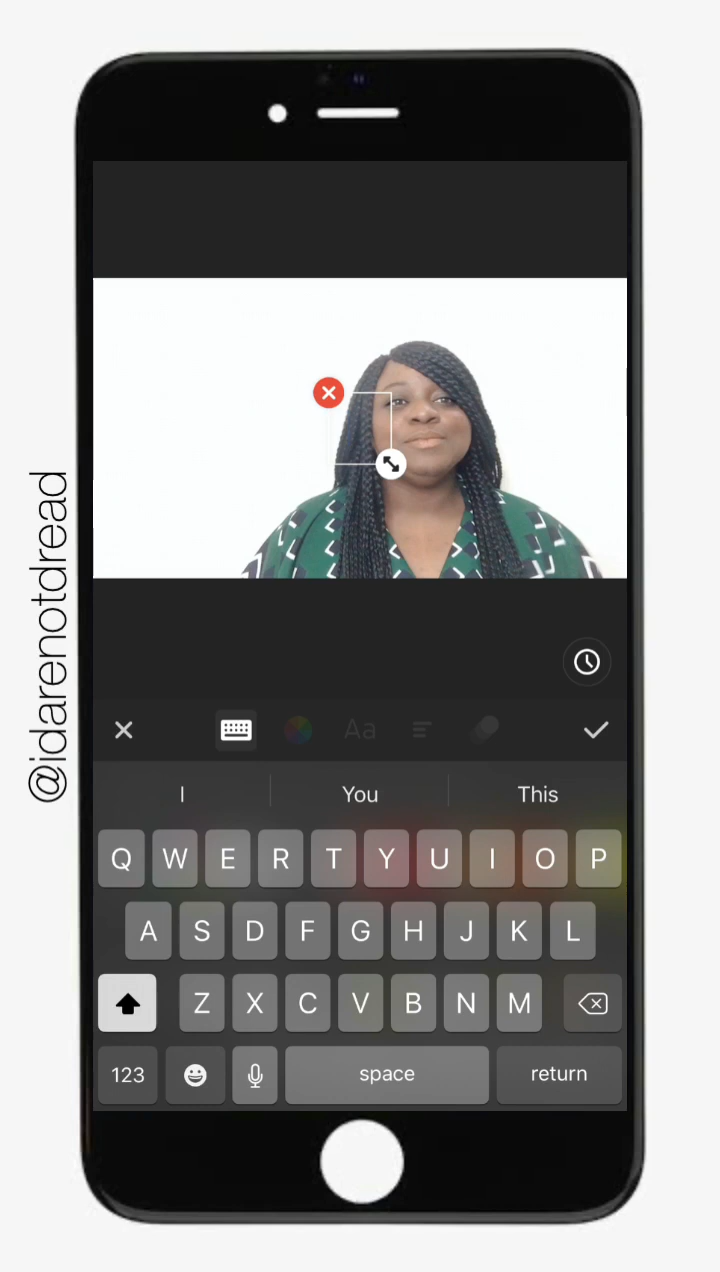 @idarenotdread
Aa
I You This
Q W E R T Y U I O P
A S D F G H J K L
Z X C V B N M
123 space return